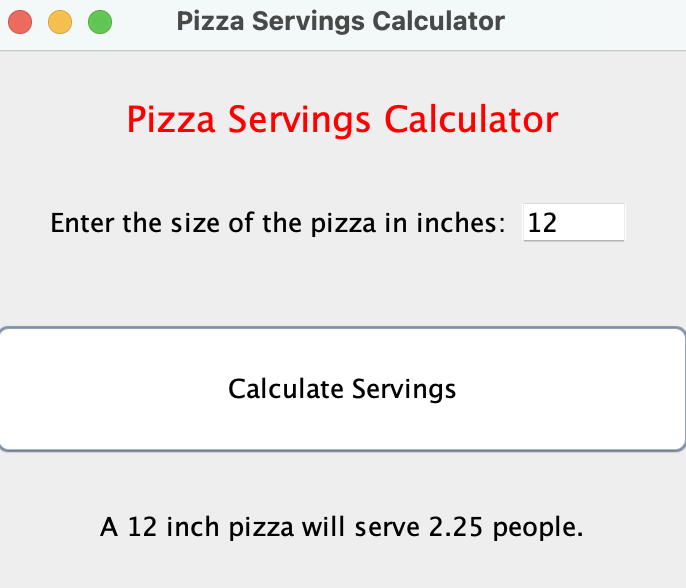 Pizza Servings Calculator
Pizza Servings Calculator
Enter the size of the pizza in inches: 12
Calculate Servings
A 12 inch pizza will serve 2.25 people.